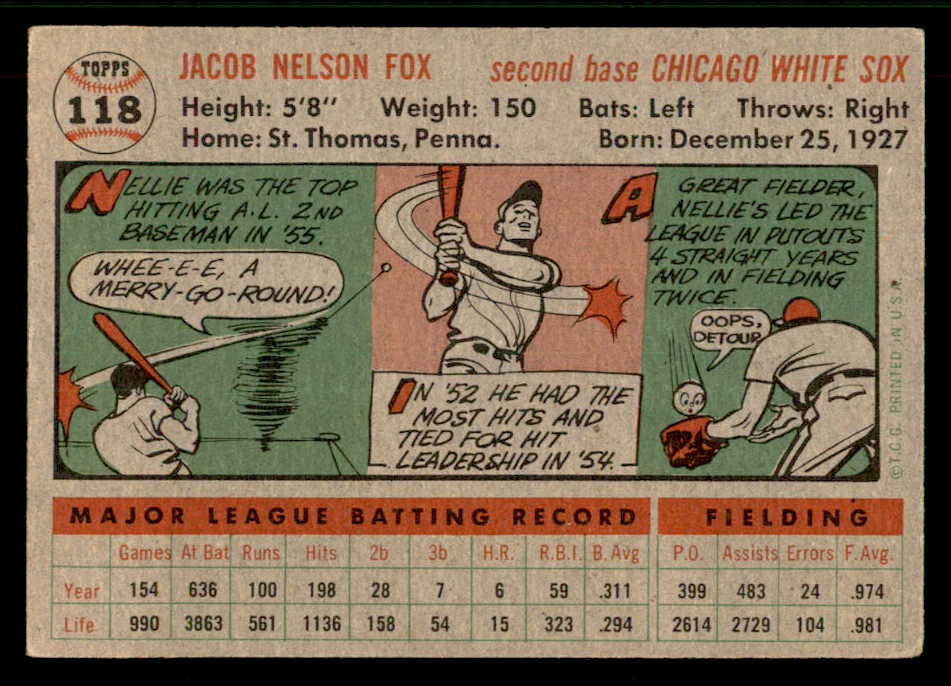 TOPPS
118
JACOB NELSON FOX second base CHICAGO WHITE SOX
Height: 5'8" Weight: 150 Bats: Left Throws: Right
Home: St. Thomas, Penna. Born: December 25, 1927
NELLIE WAS THE TOP
HITTING A.L. 2ND
BASEMAN IN '55.
WHEE-E-E, A
MERRY-GO-ROUND!
IN '52 HE HAD THE
MOST HITS AND
TIED FOR HIT
LEADERSHIP IN '54.
A GREAT FIELDER,
NELLIE'S LED THE
LEAGUE IN PUTOUTS
4 STRAIGHT YEARS
AND IN FIELDING
TWICE.
OOPS,
DETOUR
©T.C.G. PRINTED IN U.S.A.
MAJOR LEAGUE BATTING RECORD FIELDING
Games At Bat Runs Hits 2b 3b H.R. R.B.I. B. Avg P.O. Assists Errors F. Avg.
Year 154 636 100 198 28 7 6 59 .311 399 483 24 .974
Life 990 3863 561 1136 158 54 15 323 .294 2614 2729 104 .981